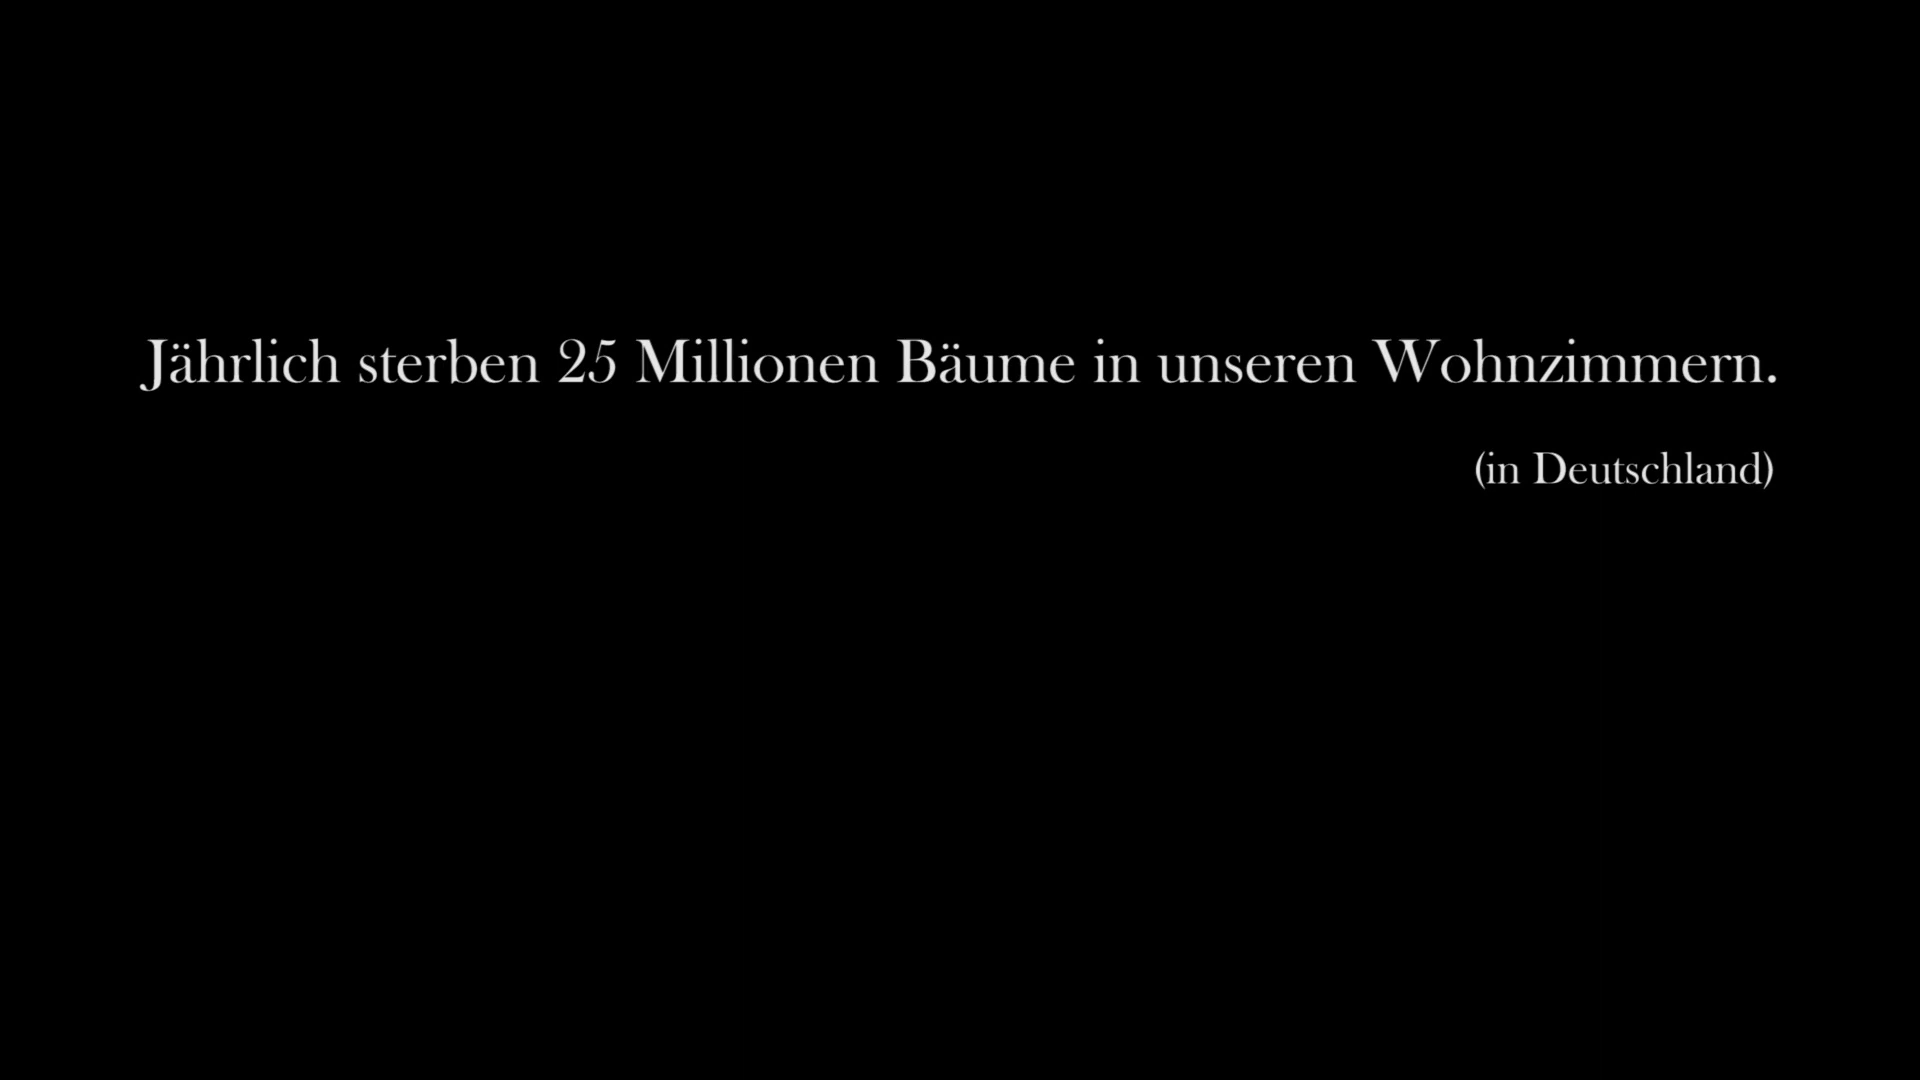 Jährlich sterben 25 Millionen Bäume in unseren Wohnzimmern.
(in Deutschland)